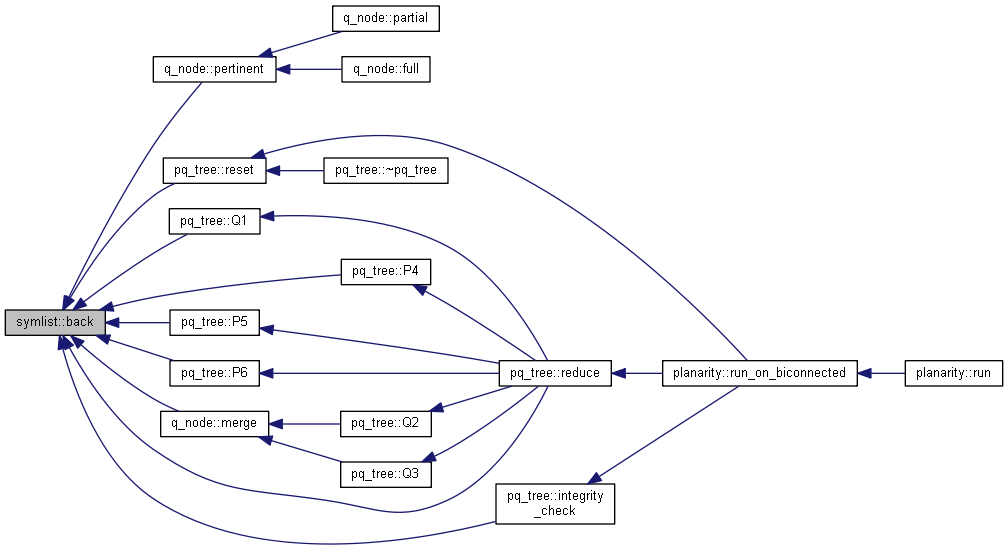 q_node::partial
q_node::pertinent
q_node::full
pq_tree::reset
pq_tree::~pq_tree
pq_tree::Q1
pq_tree::P4
symlist::back
pq_tree::P5
pq_tree::P6
pq_tree::reduce
planarity::run_on_biconnected
planarity::run
q_node::merge
pq_tree::Q2
pq_tree::Q3
pq_tree::integrity
_check